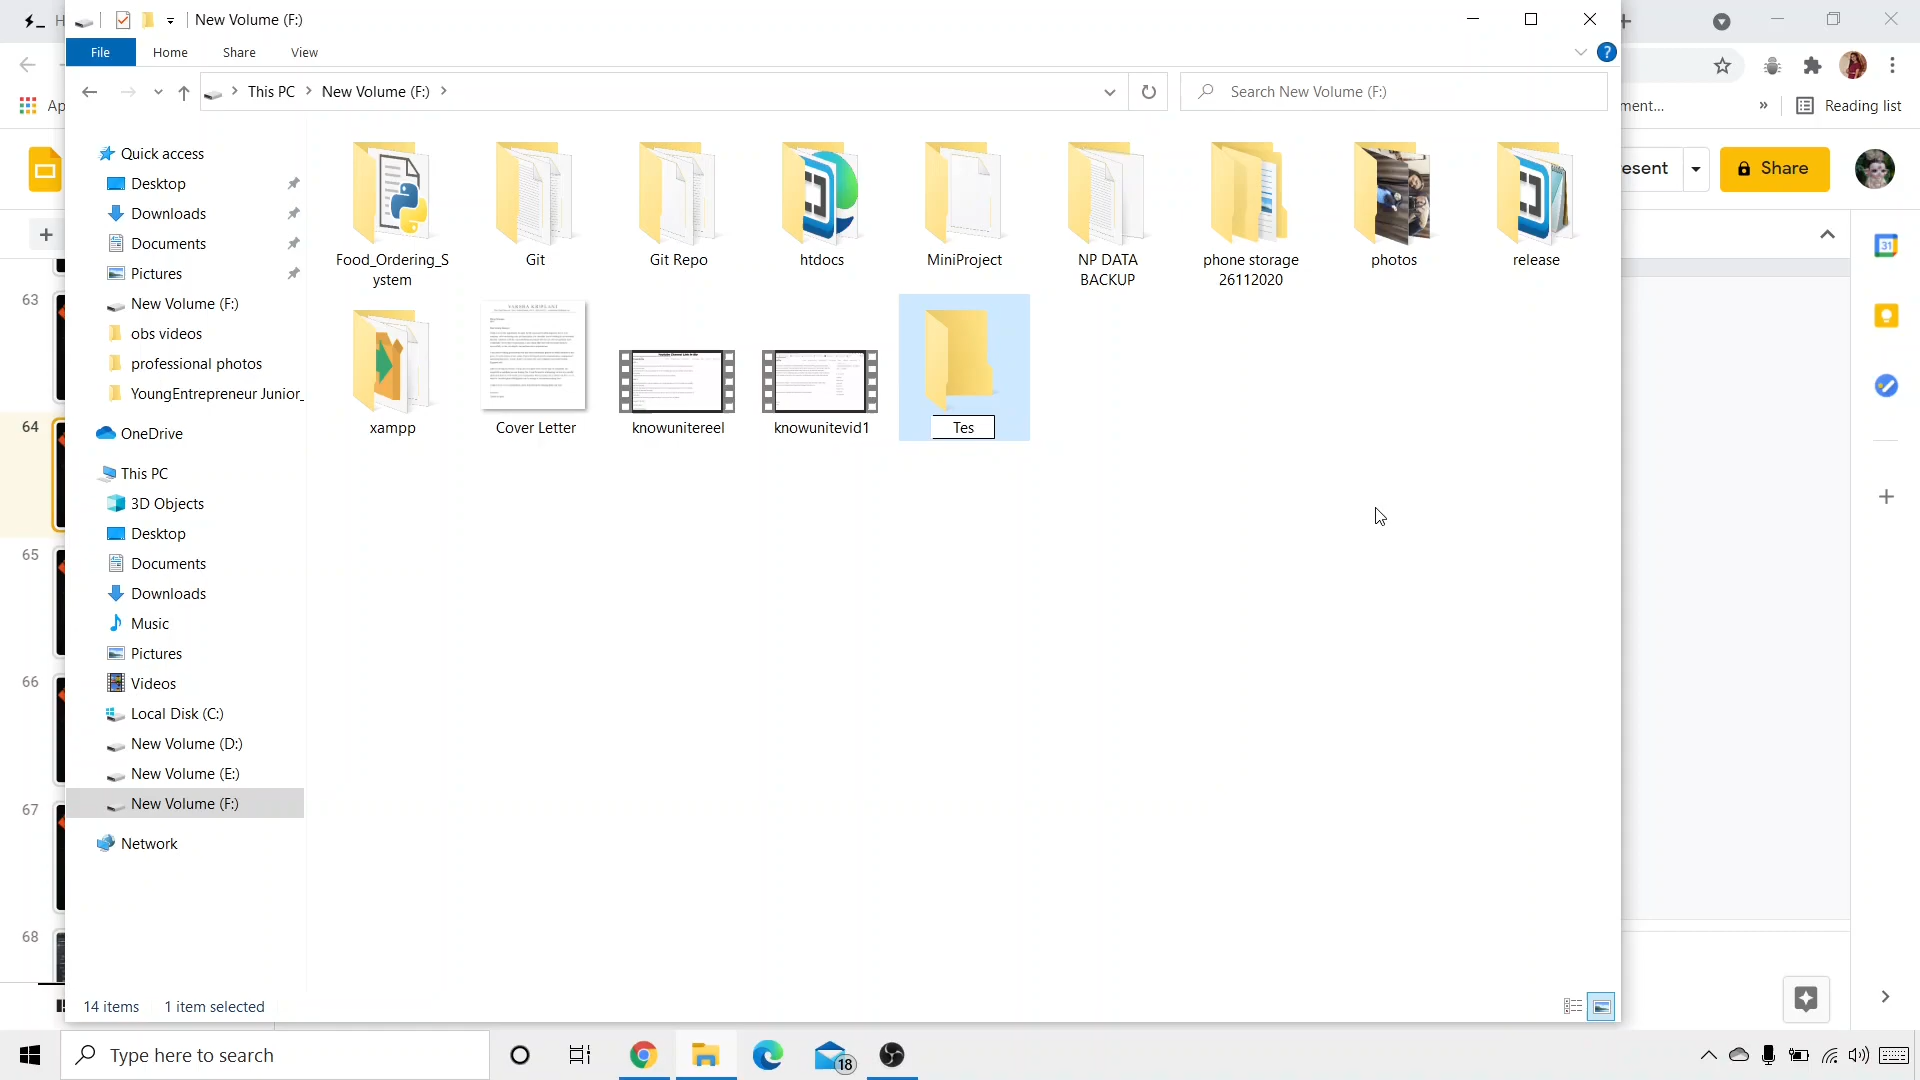 New Volume (F:)
File
Home
Share
View
?
This PC
New Volume (F:)
Search New Volume (F:)
Reading list
ment...
Ap
esent
Share
31
Quick access
Desktop
Downloads
Documents
Pictures
New Volume (F:)
obs videos
professional photos
YoungEntrepreneur Junior_
OneDrive
This PC
3D Objects
Desktop
Documents
Downloads
Music
Pictures
Videos
Local Disk (C:)
New Volume (D:)
New Volume (E:)
New Volume (F:)
Network
Food_Ordering_S
ystem
Git
Git Repo
htdocs
MiniProject
NP DATA
BACKUP
phone storage
26112020
photos
release
xampp
Cover Letter
knowunitereel
knowunitevid1
Tes
63
64
65
66
67
68
14 items
1 item selected
Type here to search
18